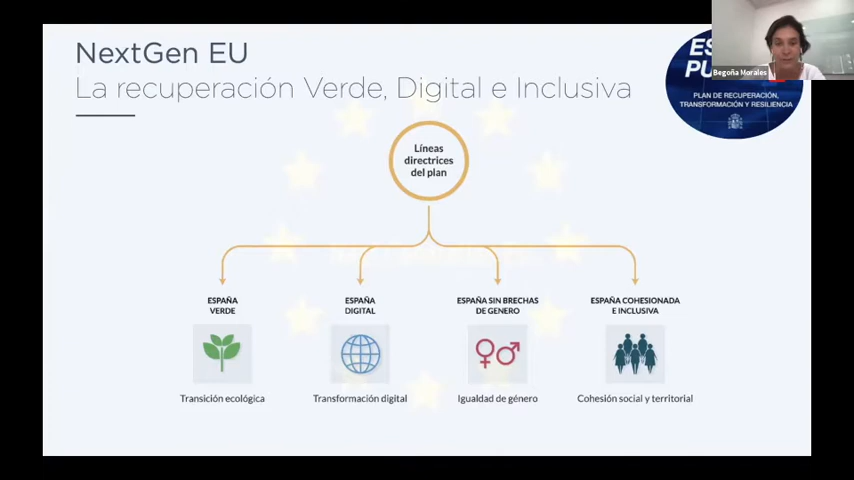 NextGen EU
La recuperación Verde, Digital e Inclusiva
Begoña Morales
PLAN DE RECUPERACIÓN,
TRANSFORMACIÓN Y RESILIENCIA
Líneas
directrices
del plan
ESPAÑA
VERDE
ESPAÑA
DIGITAL
ESPAÑA SIN BRECHAS
DE GENERO
ESPAÑA COHESIONADA
E INCLUSIVA
Transición ecológica
Transformación digital
Igualdad de género
Cohesión social y territorial